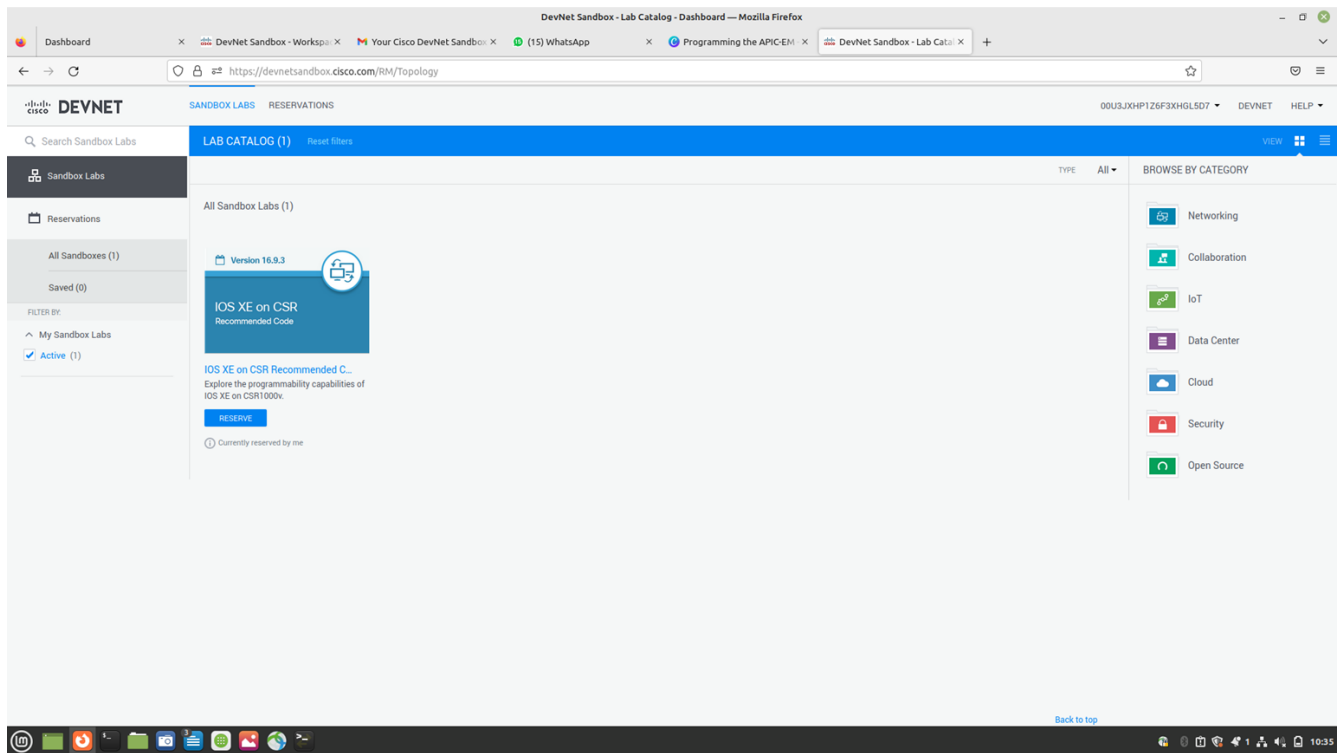 DevNet Sandbox - Lab Catalog - Dashboard — Mozilla Firefox
Dashboard
DevNet Sandbox - Workspa
Your Cisco DevNet Sandbox
(15) WhatsApp
Programming the APIC-EM
DevNet Sandbox - Lab Catal
https://devnetsandbox.cisco.com/RM/Topology
cisco DEVNET
SANDBOX LABS RESERVATIONS
00U3JXHP1Z6F3XHGL5D7 DEVNET HELP
Search Sandbox Labs
LAB CATALOG (1) Reset filters
VIEW
Sandbox Labs
TYPE All
BROWSE BY CATEGORY
Reservations
All Sandboxes (1)
Saved (0)
FILTER BY:
My Sandbox Labs
Active (1)
All Sandbox Labs (1)
Version 16.9.3
IOS XE on CSR
Recommended Code
IOS XE on CSR Recommended C...
Explore the programmability capabilities of
IOS XE on CSR1000v.
RESERVE
Currently reserved by me
Networking
Collaboration
IoT
Data Center
Cloud
Security
Open Source
Back to top
3
1
10:35